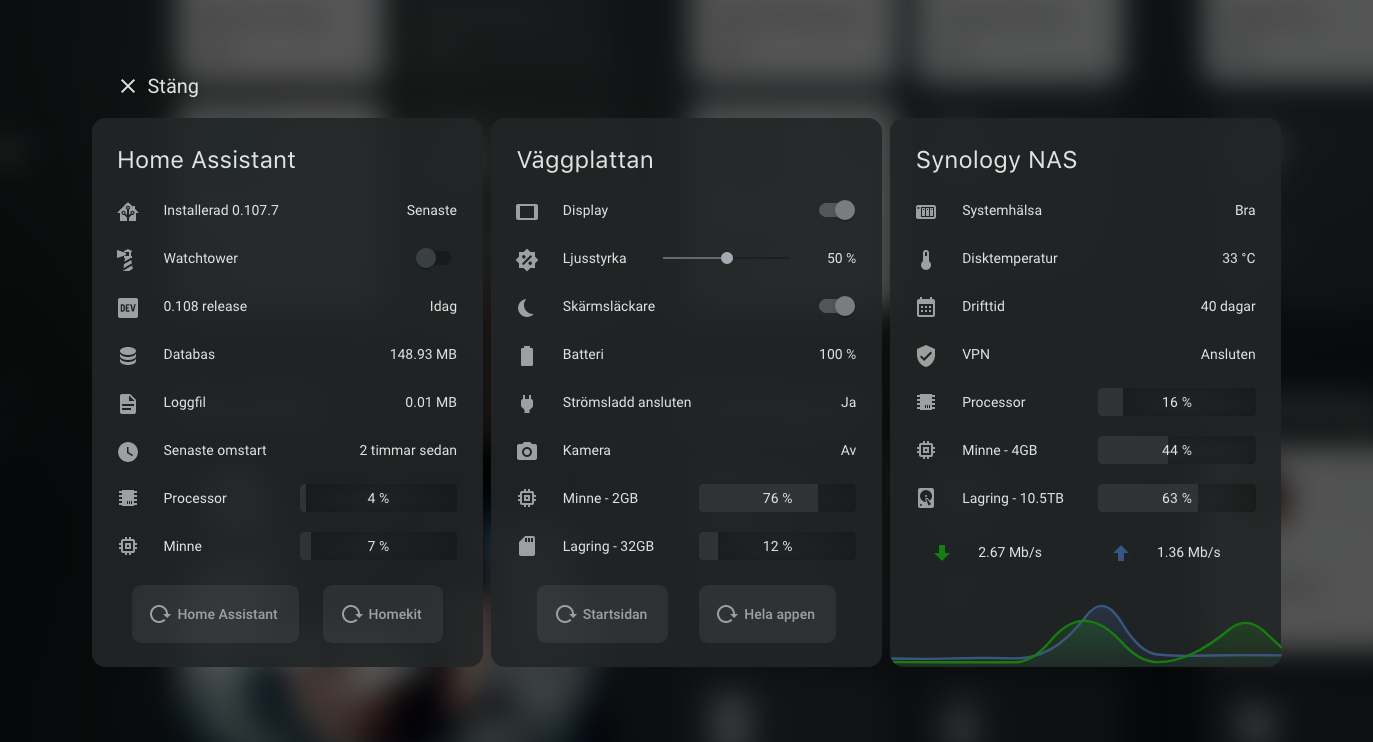 Stäng
Home Assistant
Installerad 0.107.7 Senaste
Watchtower
DEV 0.108 release Idag
Databas 148.93 MB
Loggfil 0.01 MB
Senaste omstart 2 timmar sedan
Processor 4 %
Minne 7 %
Home Assistant Homekit
Väggplattan
Display
Ljusstyrka 50 %
Skärmsläckare
Batteri 100 %
Strömsladd ansluten Ja
Kamera Av
Minne - 2GB 76 %
Lagring - 32GB 12 %
Startsidan Hela appen
Synology NAS
Systemhälsa Bra
Disktemperatur 33 °C
Drifttid 40 dagar
VPN Ansluten
Processor 16 %
Minne - 4GB 44 %
Lagring - 10.5TB 63 %
2.67 Mb/s 1.36 Mb/s